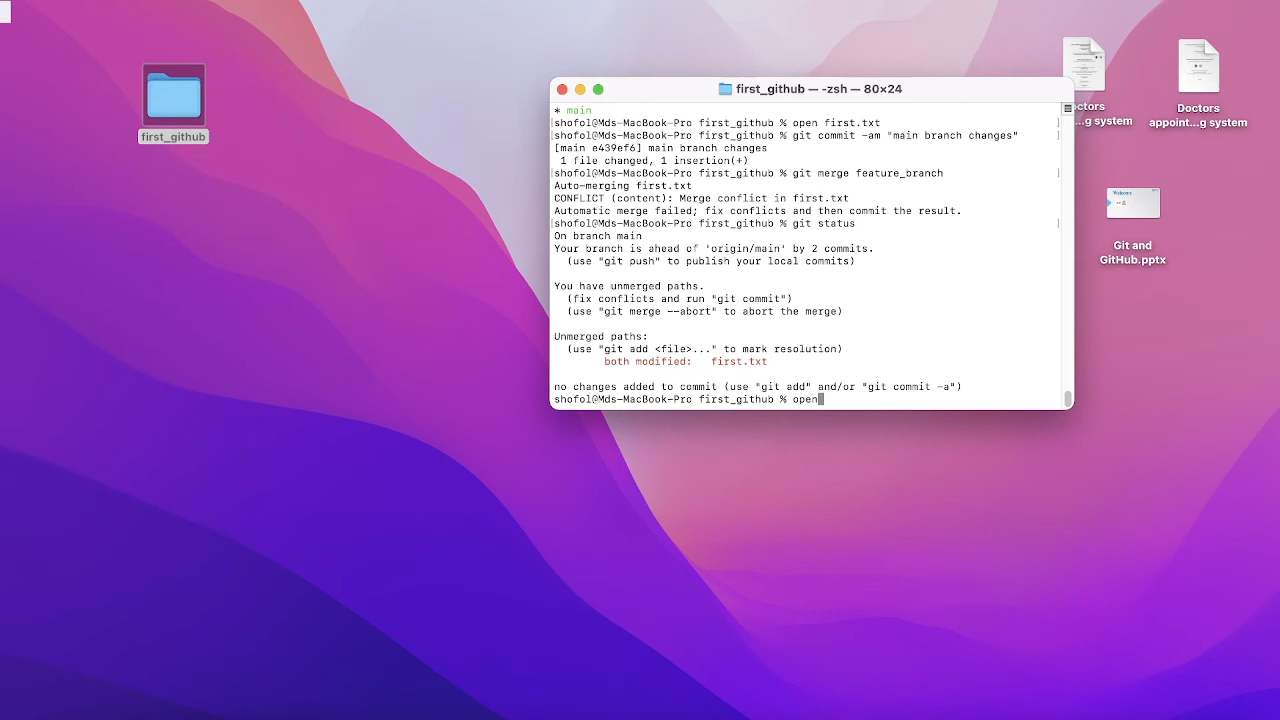 first_github
first_github — -zsh — 80×24
* main
shofol@Mds-MacBook-Pro first_github % open first.txt
shofol@Mds-MacBook-Pro first_github % git commit -am "main branch changes"
[main e439ef6] main branch changes
1 file changed, 1 insertion(+)
shofol@Mds-MacBook-Pro first_github % git merge feature_branch
Auto-merging first.txt
CONFLICT (content): Merge conflict in first.txt
Automatic merge failed; fix conflicts and then commit the result.
shofol@Mds-MacBook-Pro first_github % git status
On branch main
Your branch is ahead of 'origin/main' by 2 commits.
(use "git push" to publish your local commits)
You have unmerged paths.
(fix conflicts and run "git commit")
(use "git merge --abort" to abort the merge)
Unmerged paths:
(use "git add <file>..." to mark resolution)
both modified: first.txt
no changes added to commit (use "git add" and/or "git commit -a")
shofol@Mds-MacBook-Pro first_github % open
ctors
...g system
Doctors
appoint...g system
Welcome
Git and
GitHub.pptx